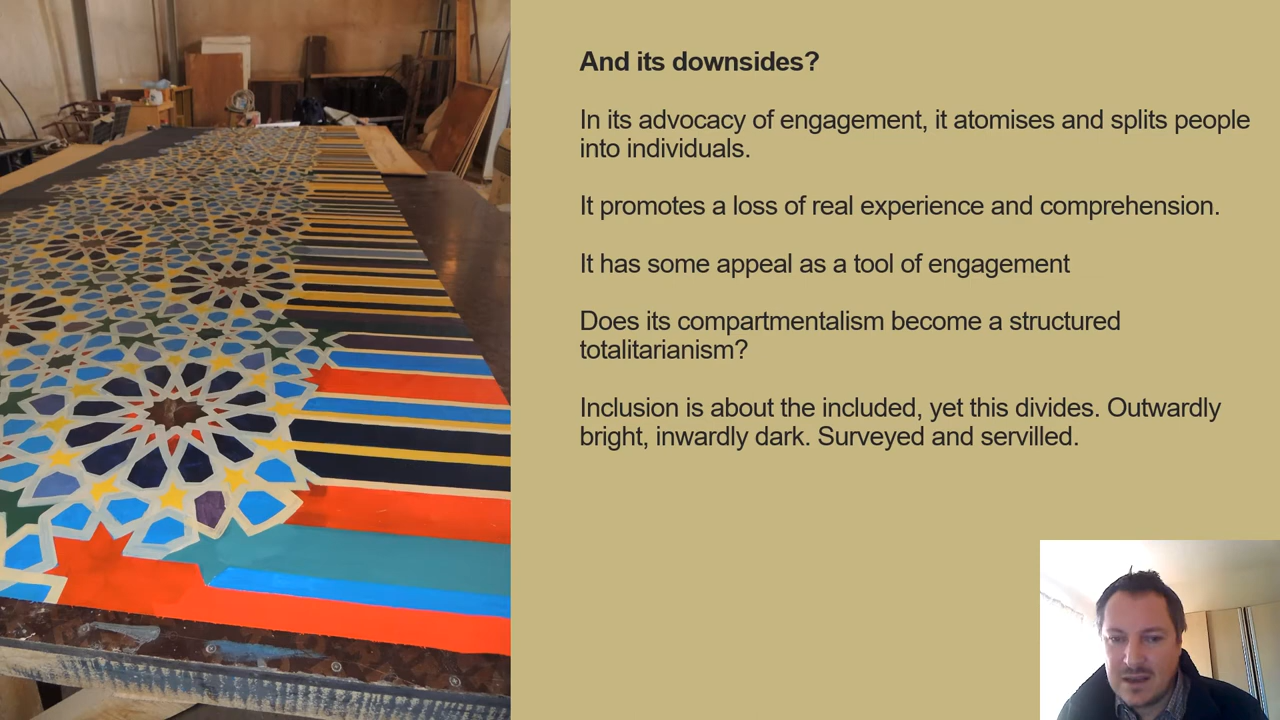 And its downsides?
In its advocacy of engagement, it atomises and splits people
into individuals.
It promotes a loss of real experience and comprehension.
It has some appeal as a tool of engagement
Does its compartmentalism become a structured
totalitarianism?
Inclusion is about the included, yet this divides. Outwardly
bright, inwardly dark. Surveyed and servilled.